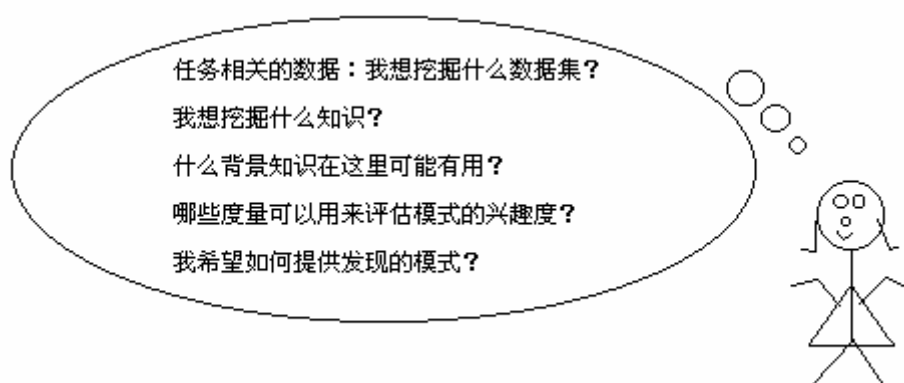 任务相关的数据：我想挖掘什么数据集？
我想挖掘什么知识？
什么背景知识在这里可能有用？
哪些度量可以用来评估模式的兴趣度？
我希望如何提供发现的模式？